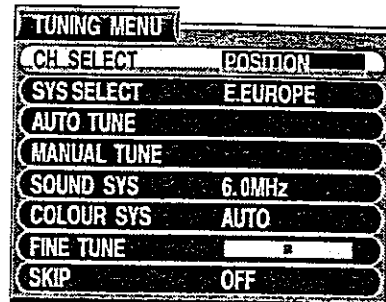 TUNING MENU
CH. SELECT POSITION
SYS SELECT E.EUROPE
AUTO TUNE
MANUAL TUNE
SOUND SYS 6.0MHz
COLOUR SYS AUTO
FINE TUNE
SKIP OFF